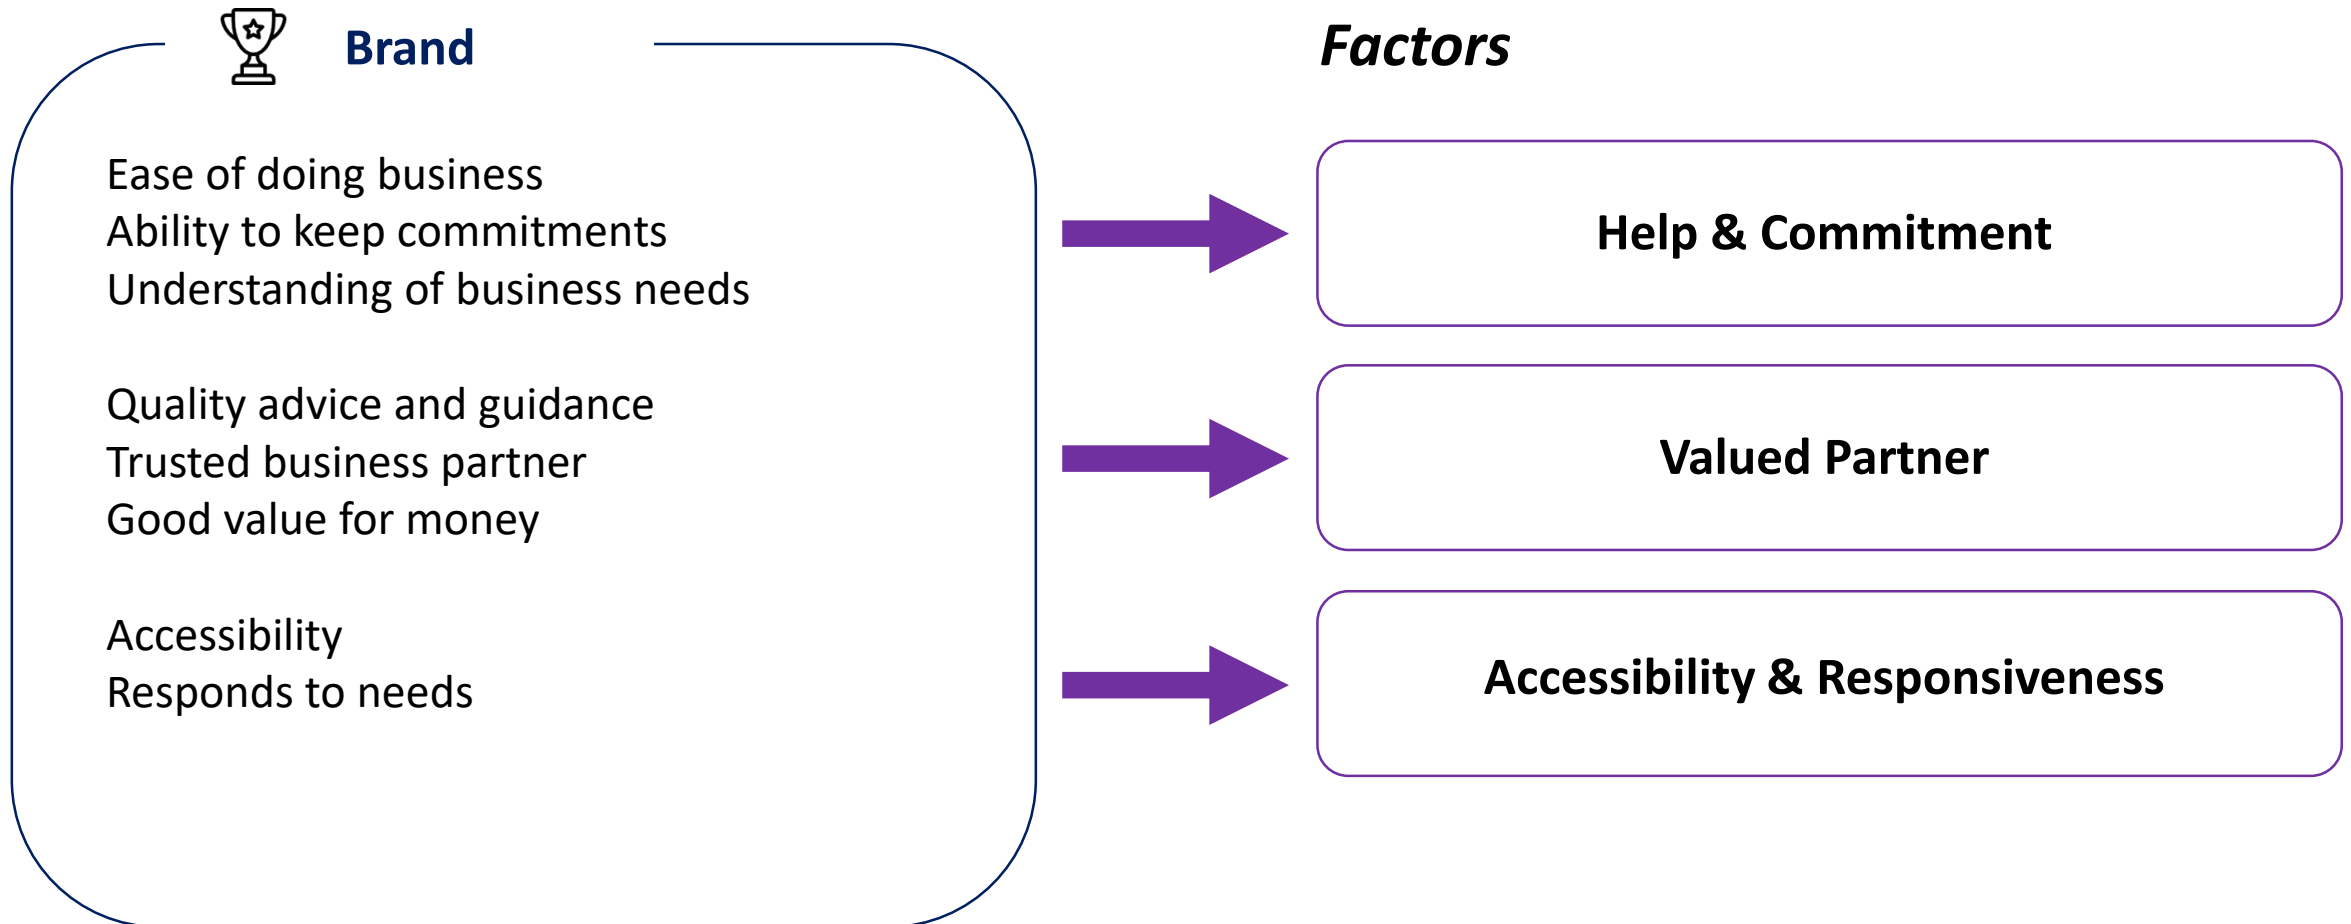 Brand
Factors
Ease of doing business
Ability to keep commitments
Understanding of business needs
Help & Commitment
Quality advice and guidance
Trusted business partner
Good value for money
Valued Partner
Accessibility
Responds to needs
Accessibility & Responsiveness